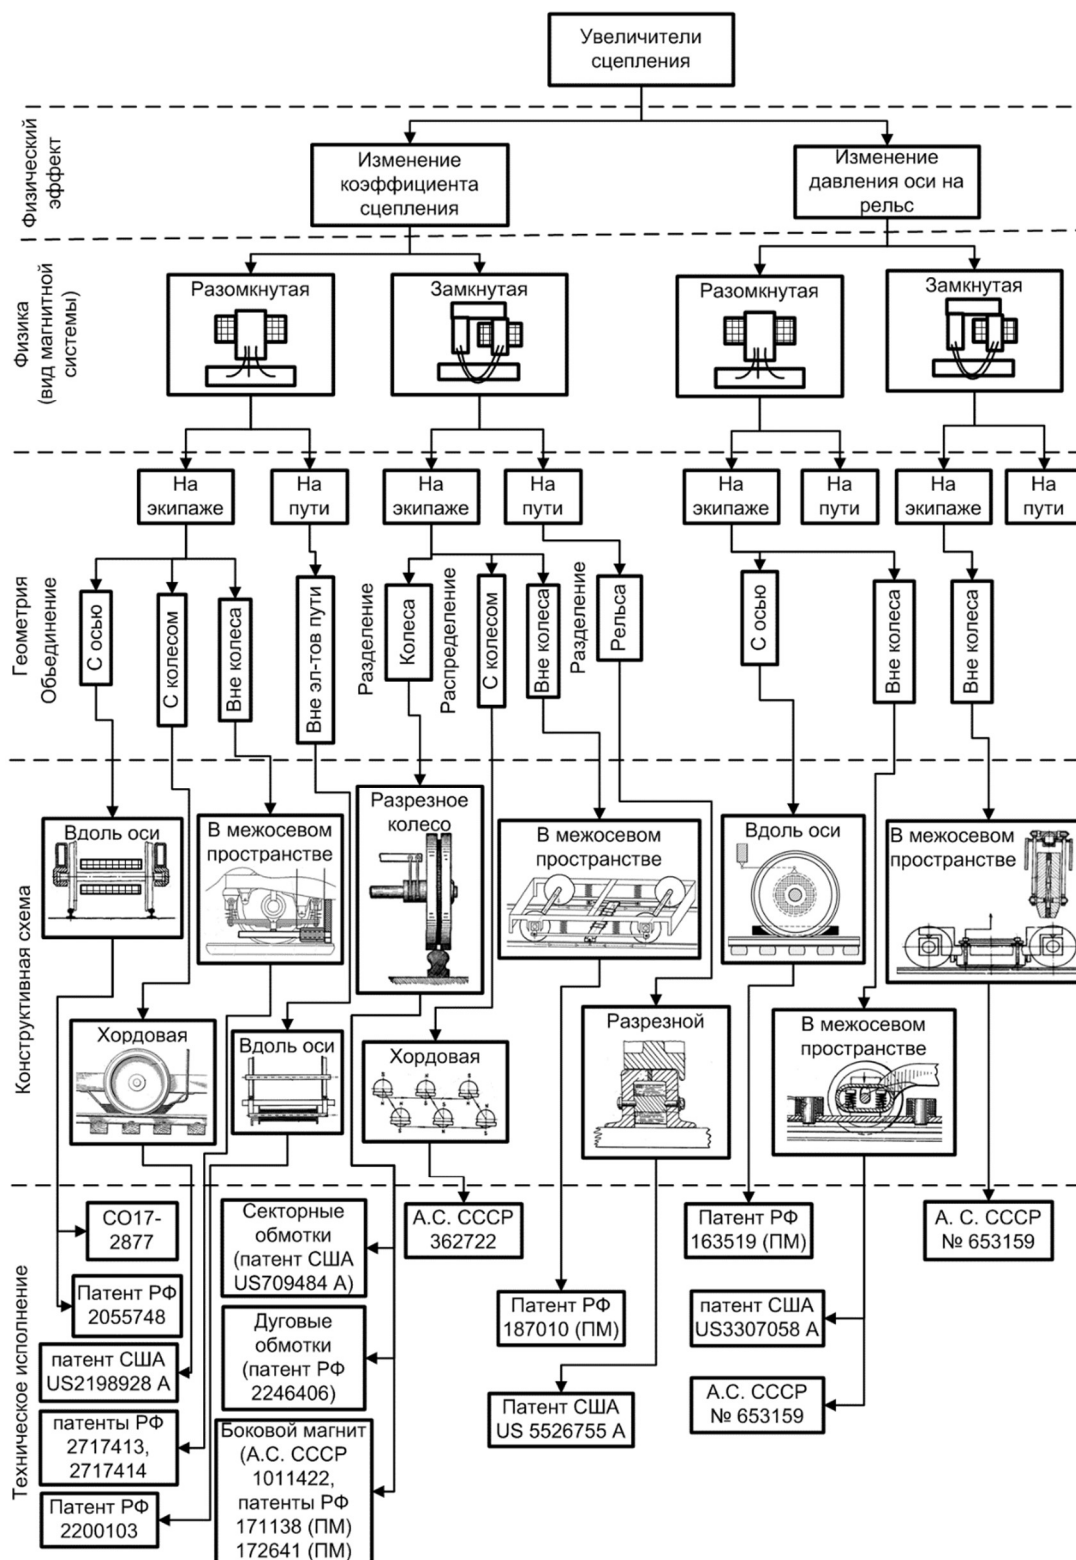 Увеличители
сцепления
Физический
эффект
Изменение
коэффициента
сцепления
Изменение
давления оси на
рельс
Физика
(вид магнитной
системы)
Разомкнутая
Замкнутая
Разомкнутая
Замкнутая
На
экипаже
На
пути
На
экипаже
На
пути
На
экипаже
На
пути
На
экипаже
На
пути
Геометрия
Обьединение
С осью
С колесом
Вне колеса
Вне эл-тов пути
Разделение
Колеса
Распределение
С колесом
Вне колеса
Разделение
Рельса
С осью
Вне колеса
Вне колеса
Конструктивная схема
Вдоль оси
В межосевом
пространстве
Разрезное
колесо
В межосевом
пространстве
Вдоль оси
В межосевом
пространстве
Хордовая
Вдоль оси
Хордовая
Разрезной
В межосевом
пространстве
Техническое исполнение
СО17-
2877
Патент РФ
2055748
патент США
US2198928 A
патенты РФ
2717413,
2717414
Патент РФ
2200103
Секторные
обмотки
(патент США
US709484 A)
Дуговые
обмотки
(патент РФ
2246406)
Боковой магнит
(А.С. СССР
1011422,
патенты РФ
171138 (ПМ)
172641 (ПМ)
А.С. СССР
362722
Патент РФ
187010 (ПМ)
Патент США
US 5526755 A
Патент РФ
163519 (ПМ)
патент США
US3307058 A
А.С. СССР
№ 653159
А. С. СССР
№ 653159